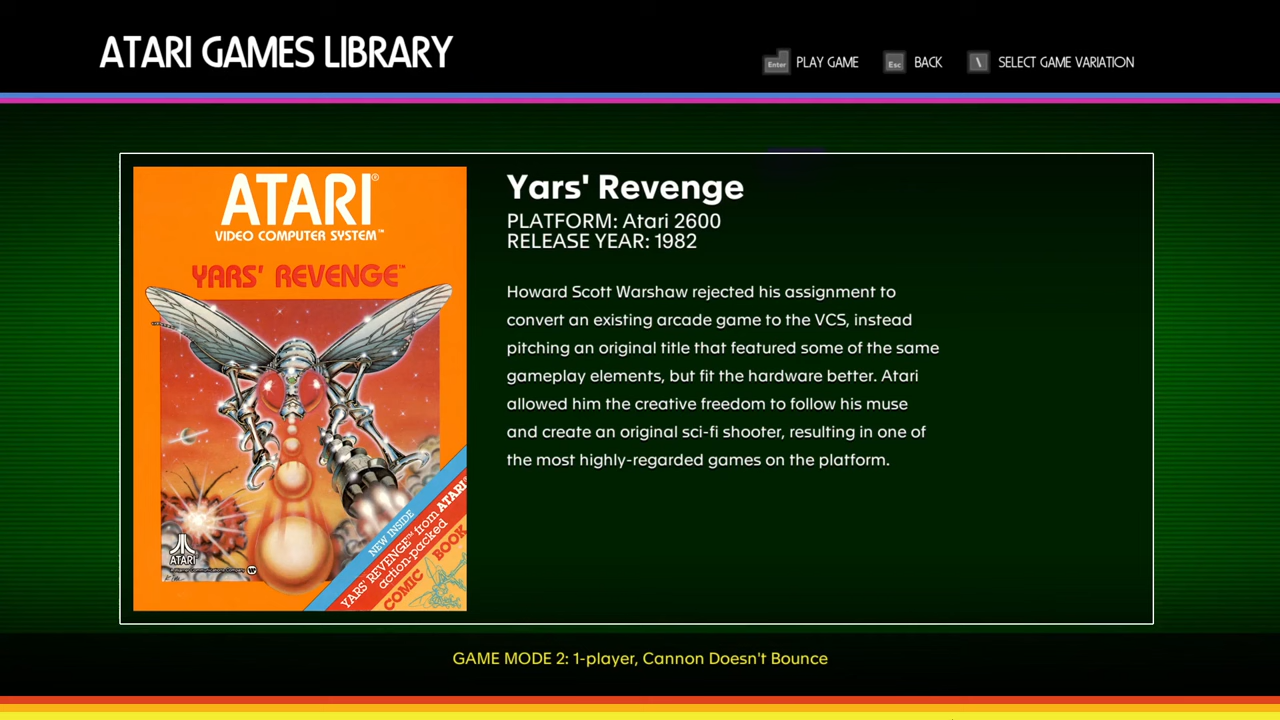 ATARI GAMES LIBRARY
Enter PLAY GAME Esc BACK \ SELECT GAME VARIATION
ATARI®
VIDEO COMPUTER SYSTEM™
YARS' REVENGE™
NEW INSIDE
YARS' REVENGE™ from ATARI
action-packed
COMIC BOOK
ATARI
Yars' Revenge
PLATFORM: Atari 2600
RELEASE YEAR: 1982
Howard Scott Warshaw rejected his assignment to
convert an existing arcade game to the VCS, instead
pitching an original title that featured some of the same
gameplay elements, but fit the hardware better. Atari
allowed him the creative freedom to follow his muse
and create an original sci-fi shooter, resulting in one of
the most highly-regarded games on the platform.
GAME MODE 2: 1-player, Cannon Doesn't Bounce